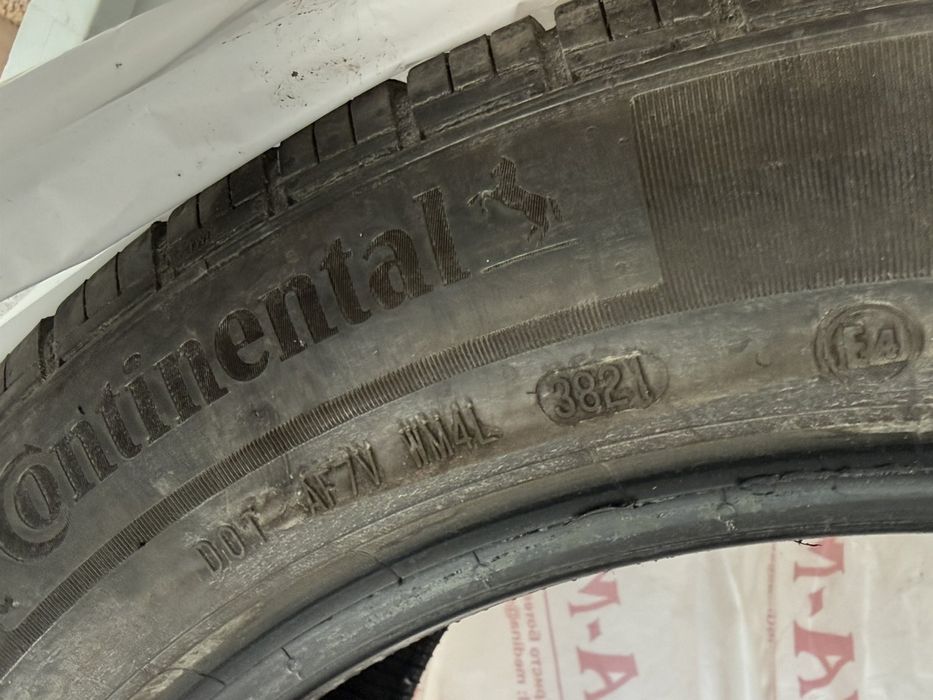 Continental
DOT AF7V WM4L 3821
E4
M·A
M·A